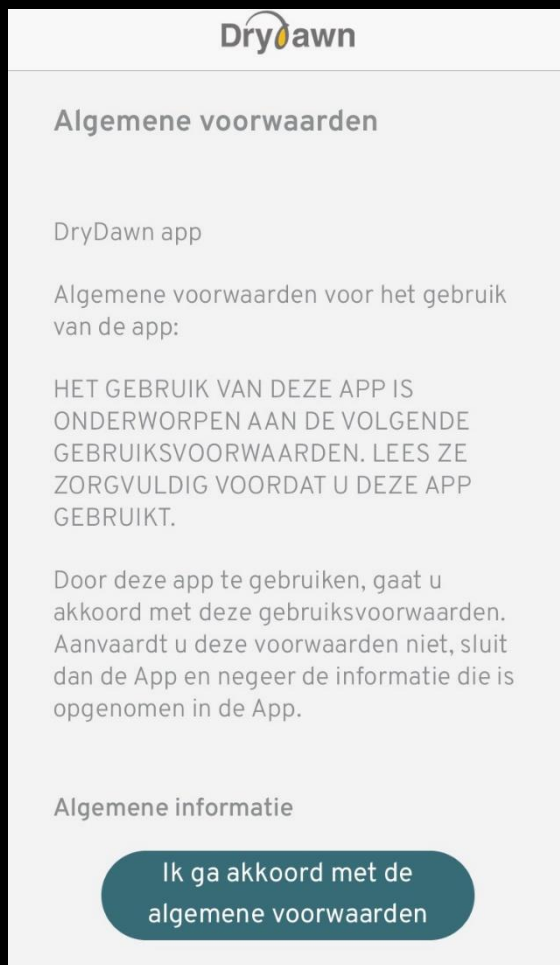 DryDawn
Algemene voorwaarden
DryDawn app
Algemene voorwaarden voor het gebruik
van de app:
HET GEBRUIK VAN DEZE APP IS
ONDERWORPEN AAN DE VOLGENDE
GEBRUIKSVOORWAARDEN. LEES ZE
ZORGVULDIG VOORDAT U DEZE APP
GEBRUIKT.
Door deze app te gebruiken, gaat u
akkoord met deze gebruiksvoorwaarden.
Aanvaardt u deze voorwaarden niet, sluit
dan de App en negeer de informatie die is
opgenomen in de App.
Algemene informatie
Ik ga akkoord met de
algemene voorwaarden